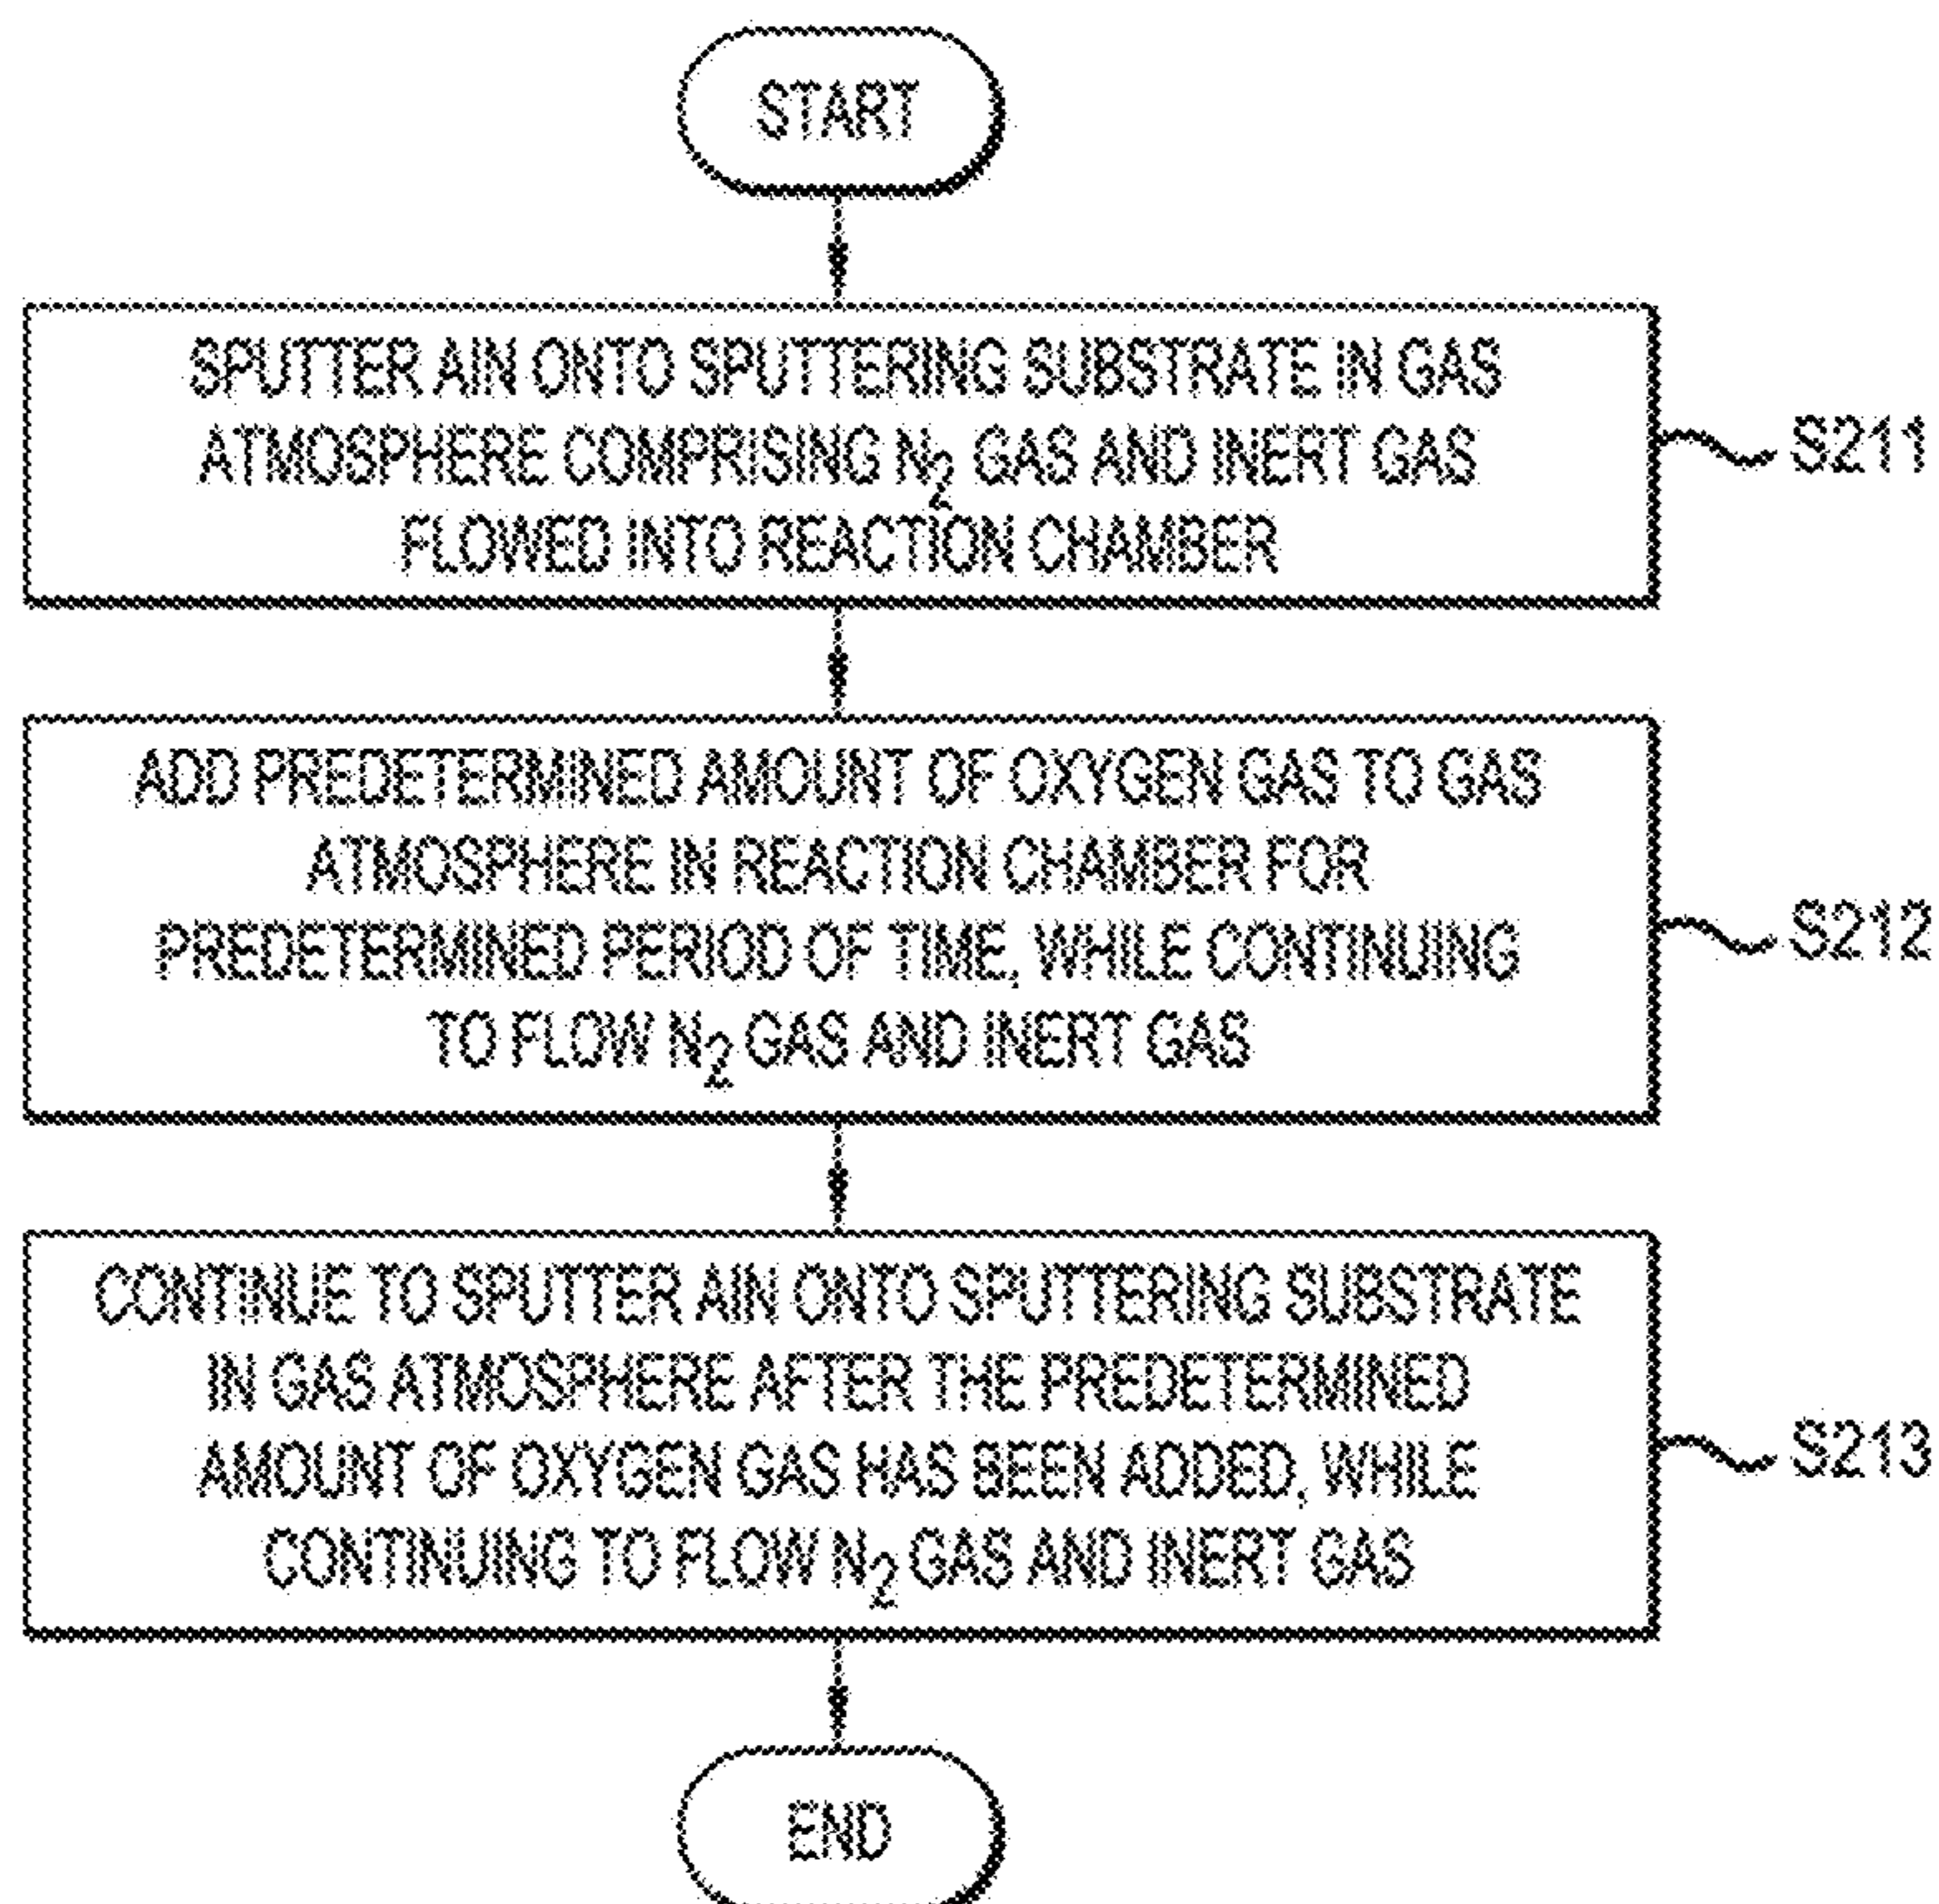 START
SPUTTER AIN ONTO SPUTTERING SUBSTRATE IN GAS
ATMOSPHERE COMPRISING N₂ GAS AND INERT GAS
FLOWED INTO REACTION CHAMBER
S211
ADD PREDETERMINED AMOUNT OF OXYGEN GAS TO GAS
ATMOSPHERE IN REACTION CHAMBER FOR
PREDETERMINED PERIOD OF TIME, WHILE CONTINUING
TO FLOW N₂ GAS AND INERT GAS
S212
CONTINUE TO SPUTTER AIN ONTO SPUTTERING SUBSTRATE
IN GAS ATMOSPHERE AFTER THE PREDETERMINED
AMOUNT OF OXYGEN GAS HAS BEEN ADDED, WHILE
CONTINUING TO FLOW N₂ GAS AND INERT GAS
S213
END